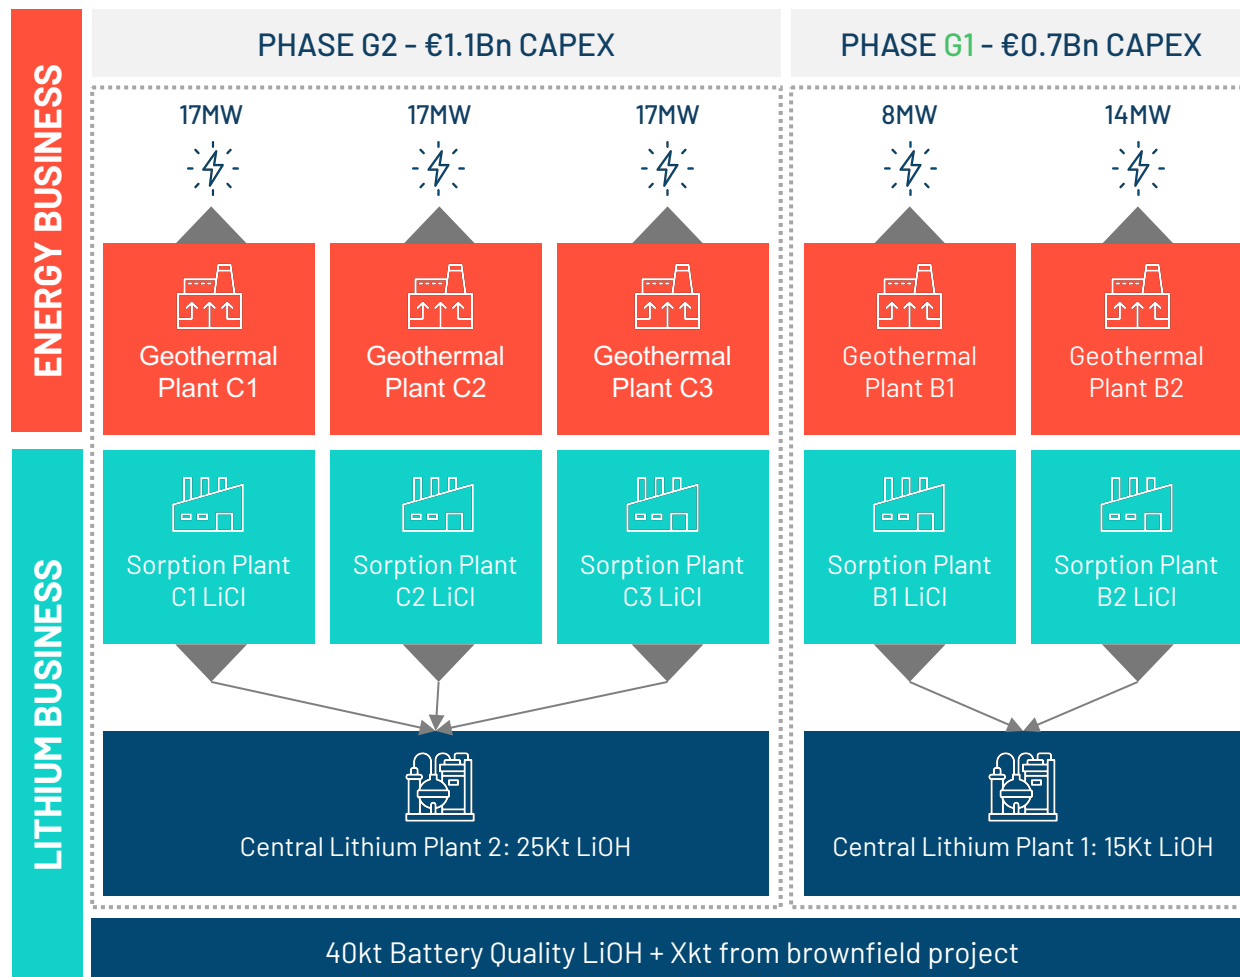 PHASE G2 - €1.1Bn CAPEX
PHASE G1 - €0.7Bn CAPEX
ENERGY BUSINESS
17MW
17MW
17MW
8MW
14MW
Geothermal
Plant C1
Geothermal
Plant C2
Geothermal
Plant C3
Geothermal
Plant B1
Geothermal
Plant B2
LITHIUM BUSINESS
Sorption Plant
C1 LiCl
Sorption Plant
C2 LiCl
Sorption Plant
C3 LiCl
Sorption Plant
B1 LiCl
Sorption Plant
B2 LiCl
Central Lithium Plant 2: 25Kt LiOH
Central Lithium Plant 1: 15Kt LiOH
40kt Battery Quality LiOH + Xkt from brownfield project